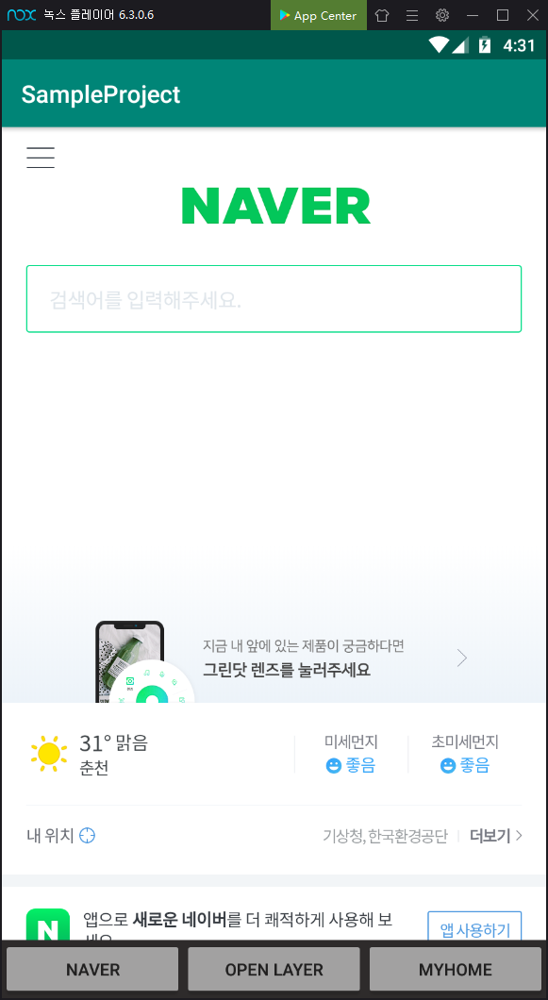 nox 녹스 플레이어 6.3.0.6 App Center
4:31
SampleProject
NAVER
검색어를 입력해주세요.
지금 내 앞에 있는 제품이 궁금하다면
그린닷 렌즈를 눌러주세요
31° 맑음
춘천
미세먼지
좋음
초미세먼지
좋음
내 위치
기상청, 한국환경공단 더보기
N
앱으로 새로운 네이버를 더 쾌적하게 사용해 보
세요
앱 사용하기
NAVER OPEN LAYER MYHOME